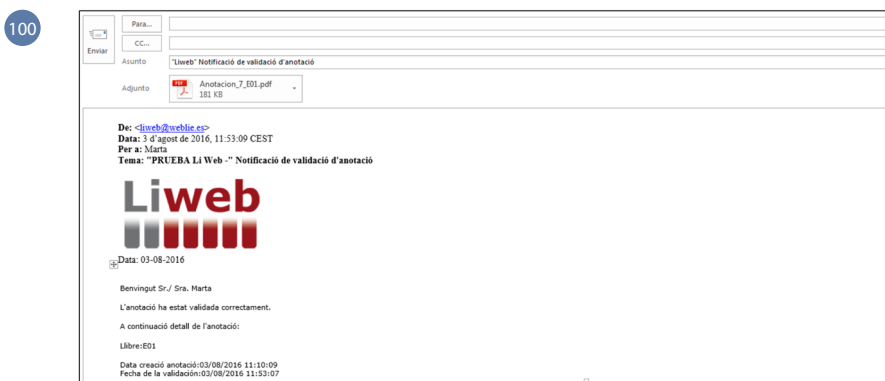 100
Para...
Enviar
CC...
Asunto
"Liweb" Notificació de validació d'anotació
Adjunto
PDF
Anotacion_7_E01.pdf
181 KB
De: <liweb@weblie.es>
Data: 3 d'agost de 2016, 11:53:09 CEST
Per a: Marta
Tema: "PRUEBA Li Web -" Notificació de validació d'anotació
Liweb
Data: 03-08-2016
Benvingut Sr./ Sra. Marta
L'anotació ha estat validada correctament.
A continuació detall de l'anotació:
Llibre:E01
Data creació anotació:03/08/2016 11:10:09
Fecha de la validación:03/08/2016 11:53:07